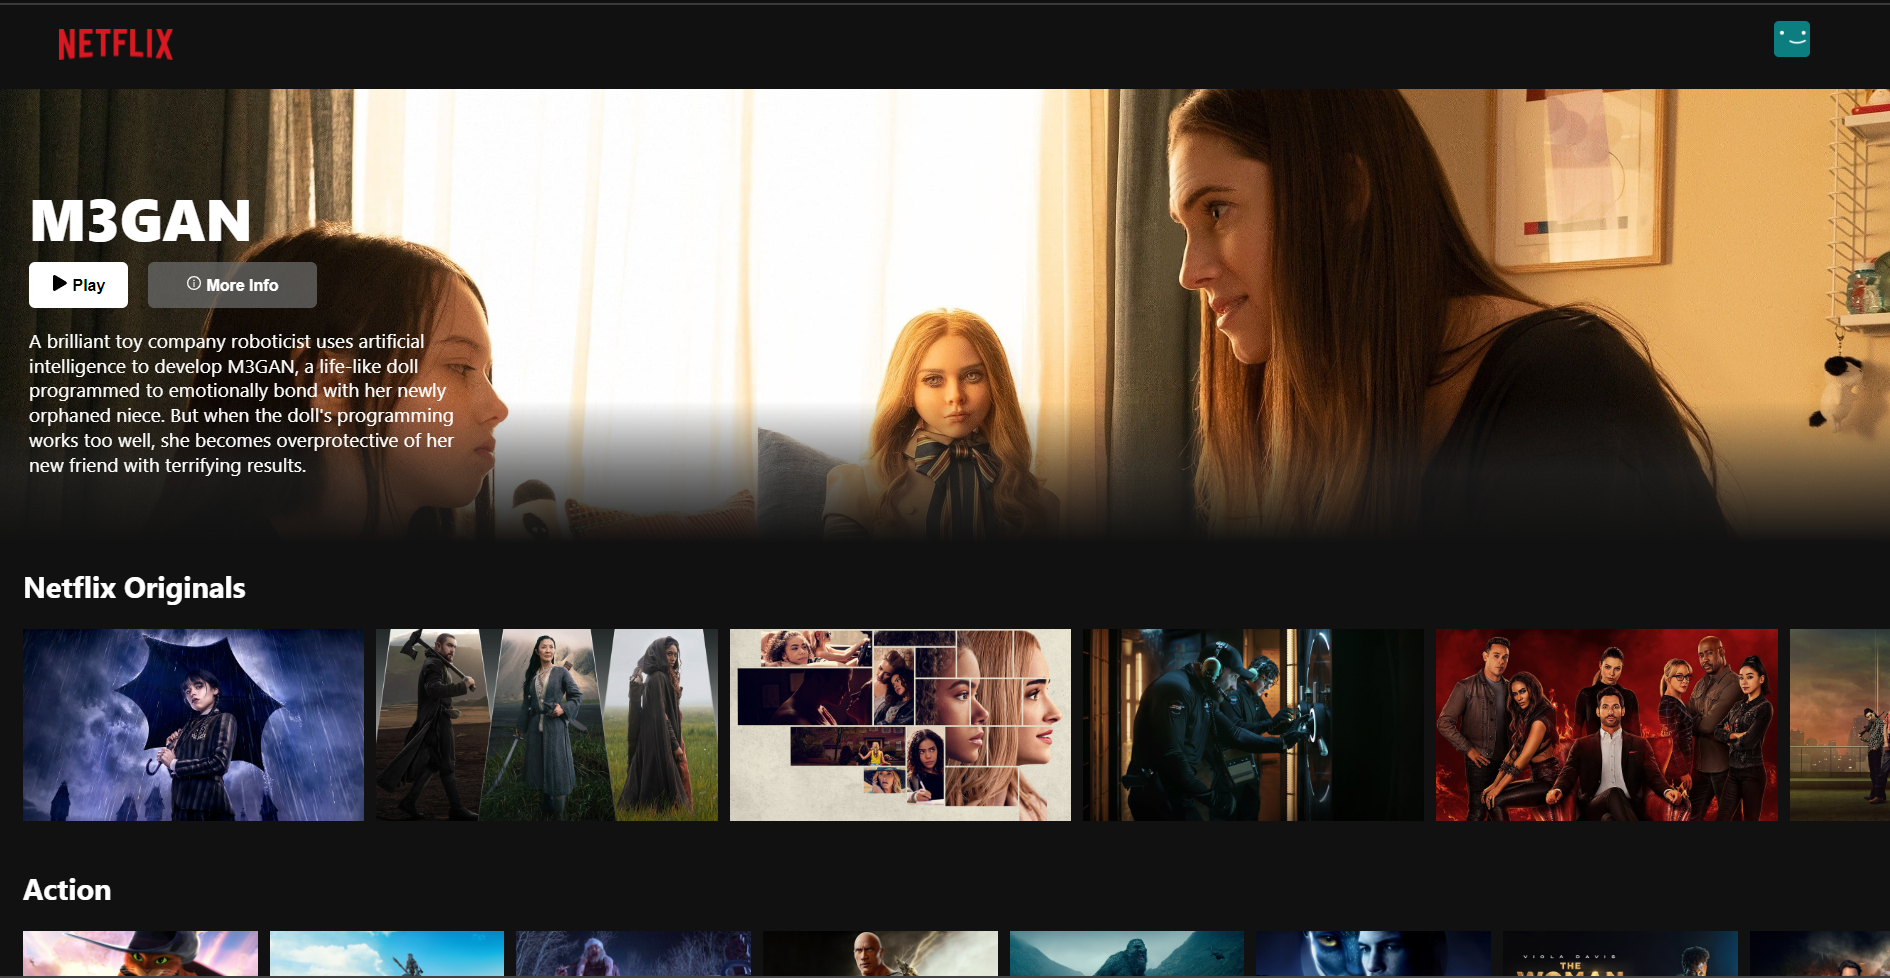 NETFLIX
M3GAN
Play
More Info
A brilliant toy company roboticist uses artificial
intelligence to develop M3GAN, a life-like doll
programmed to emotionally bond with her newly
orphaned niece. But when the doll's programming
works too well, she becomes overprotective of her
new friend with terrifying results.
Netflix Originals
Action
VIOLA DAVIS
THE
WOMAN